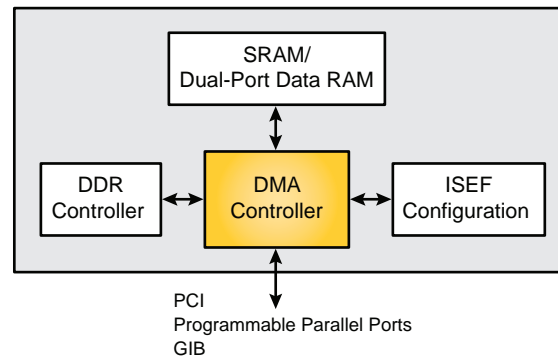 SRAM/
Dual-Port Data RAM
DDR
Controller
DMA
Controller
ISEF
Configuration
PCI
Programmable Parallel Ports
GIB